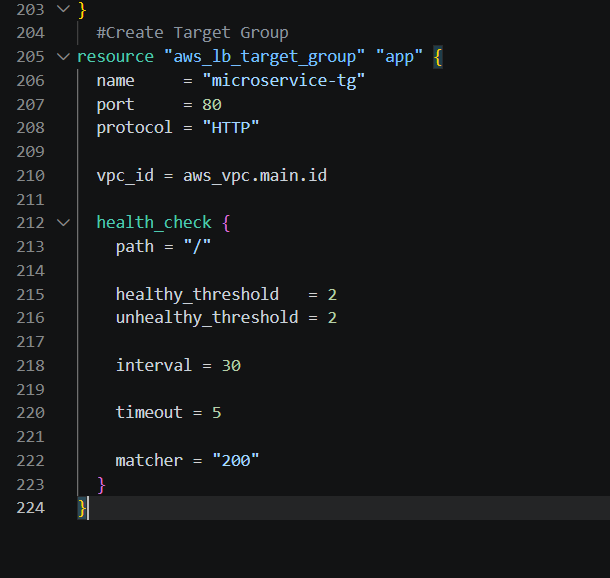 203 }
204 #Create Target Group
205 resource "aws_lb_target_group" "app" {
206 name     = "microservice-tg"
207 port     = 80
208 protocol = "HTTP"
209
210 vpc_id = aws_vpc.main.id
211
212 health_check {
213 path = "/"
214
215 healthy_threshold   = 2
216 unhealthy_threshold = 2
217
218 interval = 30
219
220 timeout = 5
221
222 matcher = "200"
223 }
224 }